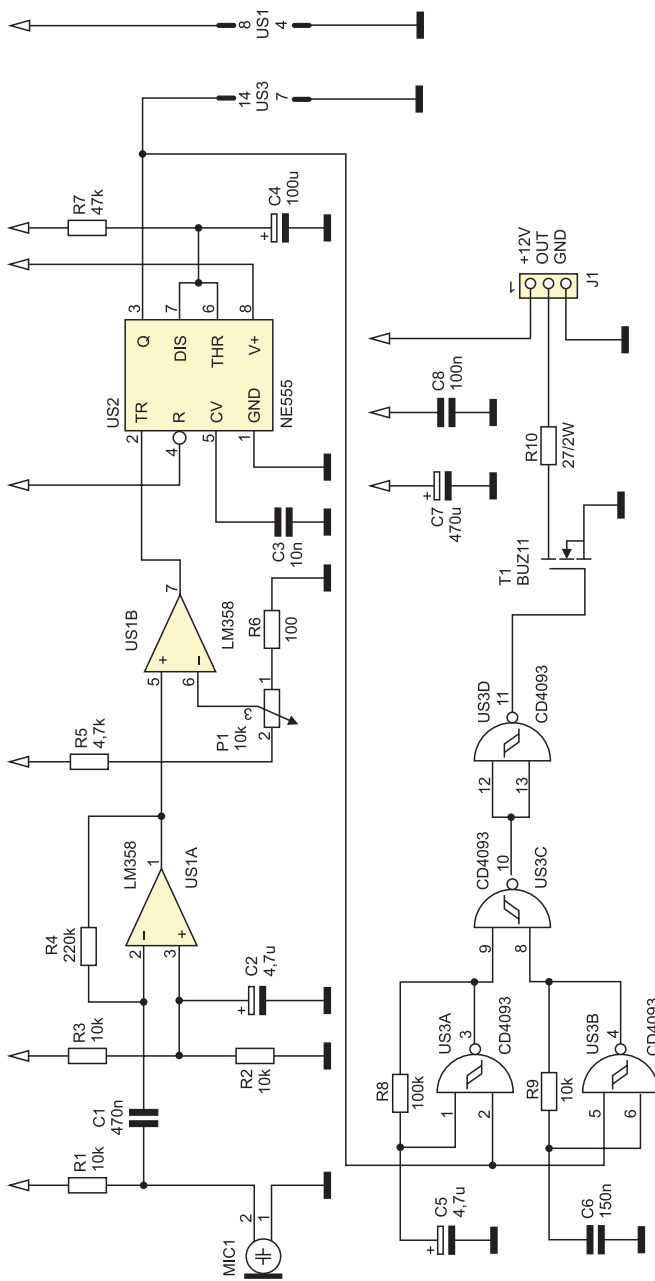 MIC1
2
1
R1
10k
C1
470n
R3
10k
R2
10k
C2
4,7u
+
R4
220k
2
3
1
−
+
LM358
US1A
R5
4,7k
P1
10k
2
1
R6
100
5
6
7
+
−
US1B
LM358
C3
10n
US2
NE555
2
TR
4
R
5
CV
1
GND
Q
3
DIS
7
THR
6
V+
8
R7
47k
C4
100u
+
14
US3
7
8
US1
4
C5
4,7u
+
C6
150n
R8
100k
R9
10k
1
2
3
US3A
CD4093
5
6
4
US3B
CD4093
9
8
10
CD4093
US3C
12
13
11
US3D
CD4093
T1
BUZ11
R10
27/2W
C7
470u
+
C8
100n
1
+12V
OUT
GND
J1